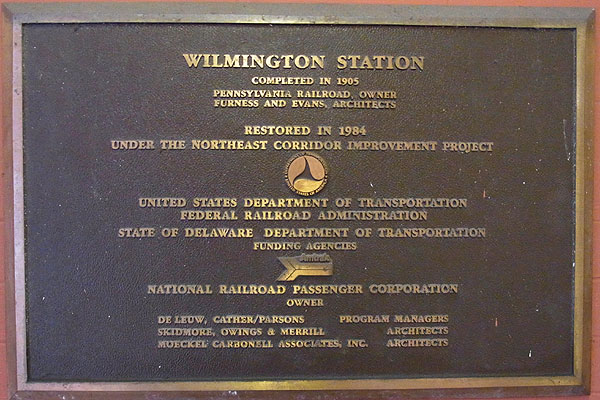 WILMINGTON STATION
COMPLETED IN 1905
PENNSYLVANIA RAILROAD, OWNER
FURNESS AND EVANS, ARCHITECTS
RESTORED IN 1984
UNDER THE NORTHEAST CORRIDOR IMPROVEMENT PROJECT
UNITED STATES DEPARTMENT OF TRANSPORTATION
FEDERAL RAILROAD ADMINISTRATION
STATE OF DELAWARE DEPARTMENT OF TRANSPORTATION
FUNDING AGENCIES
Amtrak
NATIONAL RAILROAD PASSENGER CORPORATION
OWNER
DE LEUW, CATHER/PARSONS PROGRAM MANAGERS
SKIDMORE, OWINGS & MERRILL ARCHITECTS
MOECKEL CARBONELL ASSOCIATES, INC. ARCHITECTS